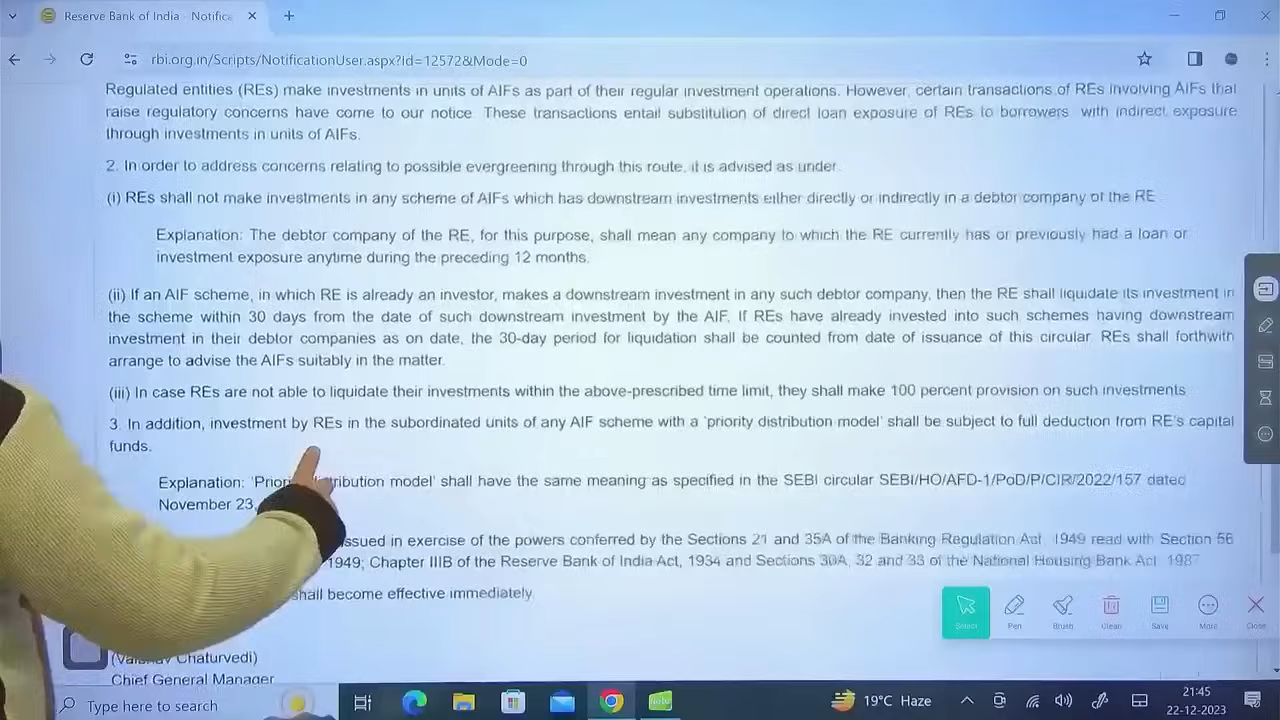 Reserve Bank of India - Notifica
rbi.org.in/Scripts/NotificationUser.aspx?Id=12572&Mode=0
Regulated entities (REs) make investments in units of AIFs as part of their regular investment operations. However, certain transactions of REs involving AIFs that
raise regulatory concerns have come to our notice These transactions entail substitution of direct loan exposure of REs to borrowers with indirect exposure
through investments in units of AIFs.
2. In order to address concerns relating to possible evergreening through this route, it is advised as under.
(i) REs shall not make investments in any scheme of AIFs which has downstream investments either directly or indirectly in a debtor company of the RE
Explanation: The debtor company of the RE, for this purpose, shall mean any company to which the RE currently has or previously had a loan or
investment exposure anytime during the preceding 12 months.
(ii) If an AIF scheme, in which RE is already an investor, makes a downstream investment in any such debtor company, then the RE shall liquidate its investment in
the scheme within 30 days from the date of such downstream investment by the AIF. If REs have already invested into such schemes having downstream
investment in their debtor companies as on date, the 30-day period for liquidation shall be counted from date of issuance of this circular REs shall forthwith
arrange to advise the AIFs suitably in the matter.
(iii) In case REs are not able to liquidate their investments within the above-prescribed time limit, they shall make 100 percent provision on such investments
3. In addition, investment by REs in the subordinated units of any AIF scheme with a 'priority distribution model' shall be subject to full deduction from RE's capital
funds.
Explanation: 'Prior tribution model' shall have the same meaning as specified in the SEBI circular SEBI/HO/AFD-1/PoD/P/CIR/2022/157 dated
November 23,
ssued in exercise of the powers conferred by the Sections 21 and 35A of the Banking Regulation Act, 1949 read with Section 56
1949; Chapter IIIB of the Reserve Bank of India Act, 1934 and Sections 30A, 32 and 33 of the National Housing Bank Act 1987
shall become effective immediately.
Select Pen Brush Clean Save More Close
Chaturvedi)
Chief General Manager
Type here to search
19°C Haze
21:45
22-12-2023